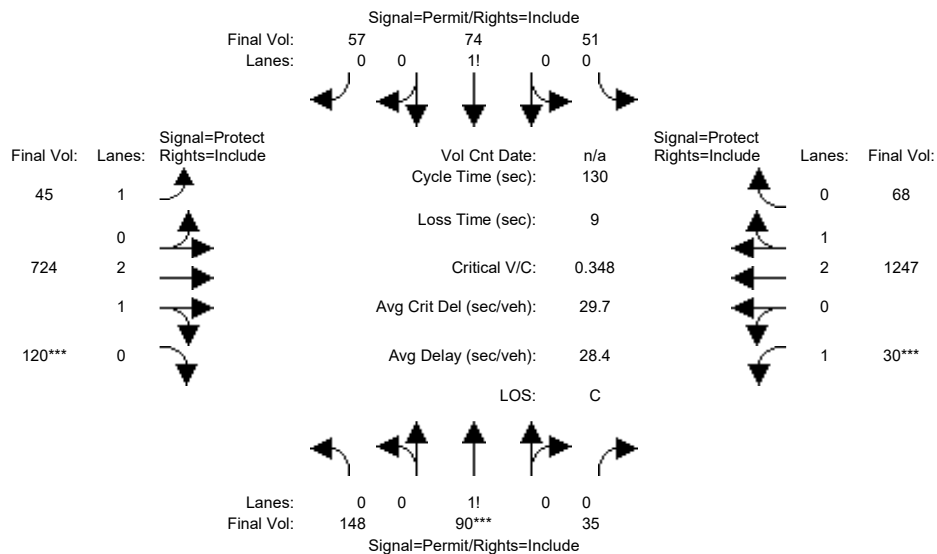 Signal=Permit/Rights=Include
Final Vol: 57 74 51
Lanes: 0 0 1! 0 0
Signal=Protect
Final Vol: Lanes: Rights=Include
Vol Cnt Date: n/a
Signal=Protect
Rights=Include Lanes: Final Vol:
Cycle Time (sec): 130
45 1
0 68
Loss Time (sec): 9
0
1
724 2
Critical V/C: 0.348
2 1247
1
Avg Crit Del (sec/veh): 29.7
0
120*** 0
Avg Delay (sec/veh): 28.4
1 30***
LOS: C
Lanes: 0 0 1! 0 0
Final Vol: 148 90*** 35
Signal=Permit/Rights=Include